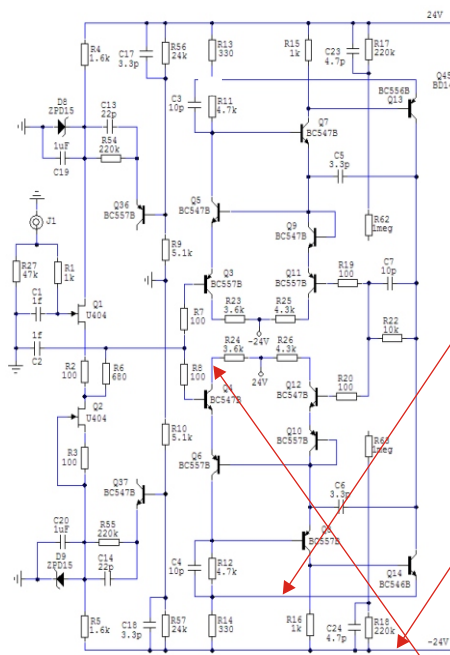 24V
R4
1.6k
C17
3.3p
R56
24k
R13
330
R15
1k
C23
4.7p
R17
220k
Q45
BD14
BC556B
Q13
D8
ZPD15
C13
22p
C3
10p
R11
4.7k
Q7
BC547B
1uF
C19
R54
220k
C5
3.3p
J1
Q36
BC557B
Q5
BC547B
Q9
BC547B
R62
1meg
R9
5.1k
R27
47k
R1
1k
Q3
BC557B
Q11
BC557B
R19
100
C7
10p
C1
1f
Q1
U404
R7
100
R23
3.6k
R25
4.3k
-24V
R22
10k
1f
C2
R2
100
R6
680
R24
3.6k
R26
4.3k
24V
R8
100
Q4
BC547B
Q12
BC547B
R20
100
Q2
U404
Q10
BC557B
R10
5.1k
R63
1meg
R3
100
Q6
BC557B
Q37
BC547B
C6
3.3p
C20
1uF
R55
220k
BC557B
D9
ZPD15
C14
22p
C4
10p
R12
4.7k
Q14
BC546B
R5
1.6k
C18
3.3p
R57
24k
R14
330
R16
1k
C24
4.7p
R18
220k
-24V